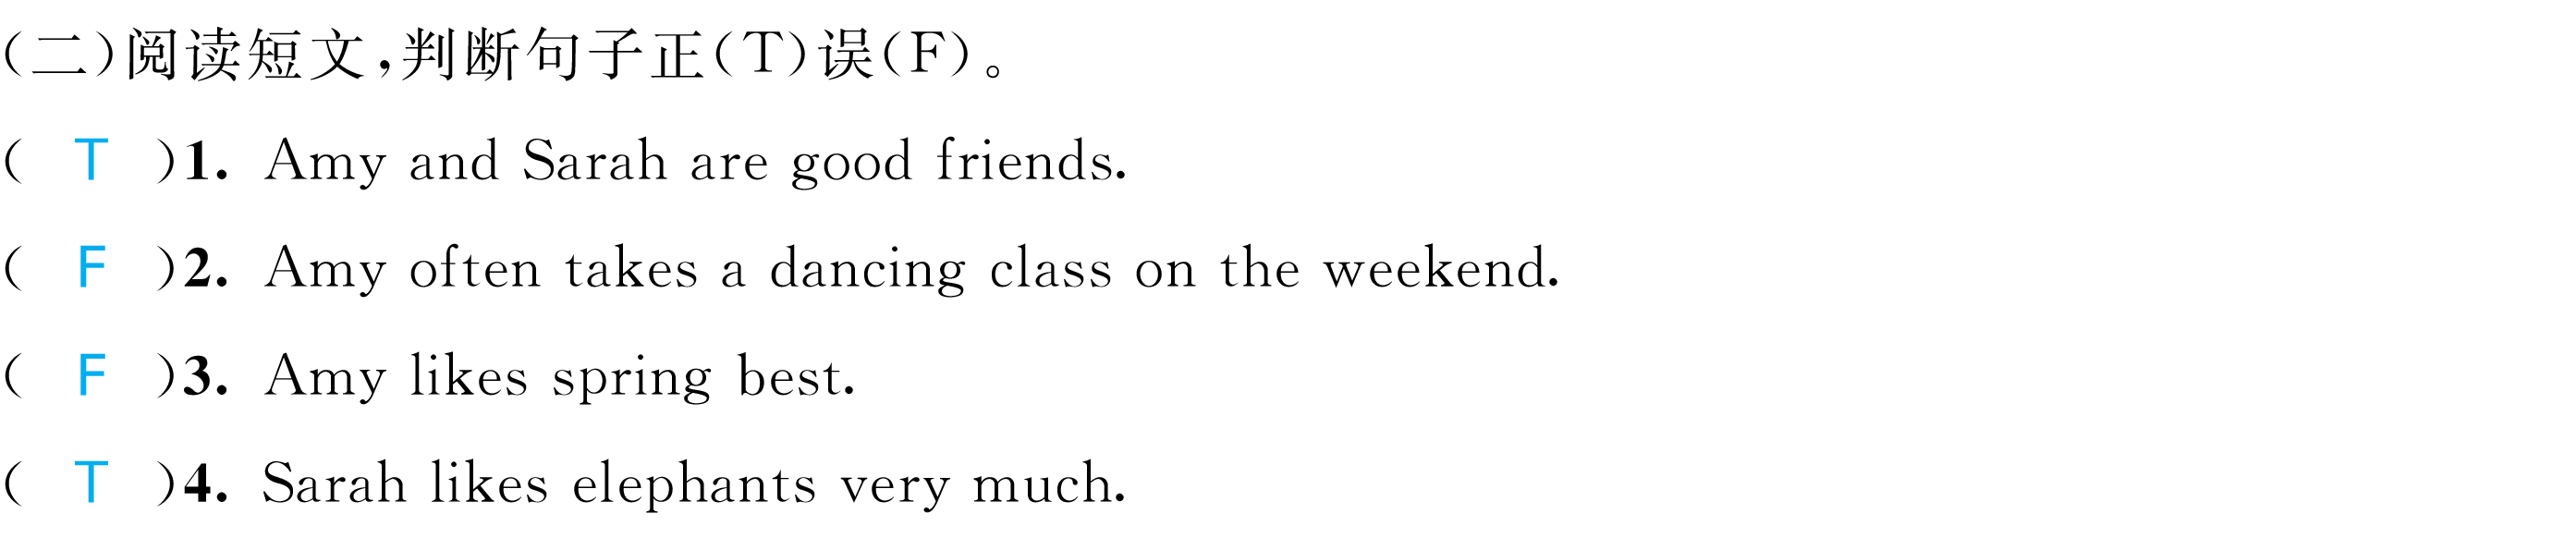 (二)阅读短文,判断句子正(T)误(F)。
( T )1. Amy and Sarah are good friends.
( F )2. Amy often takes a dancing class on the weekend.
( F )3. Amy likes spring best.
( T )4. Sarah likes elephants very much.